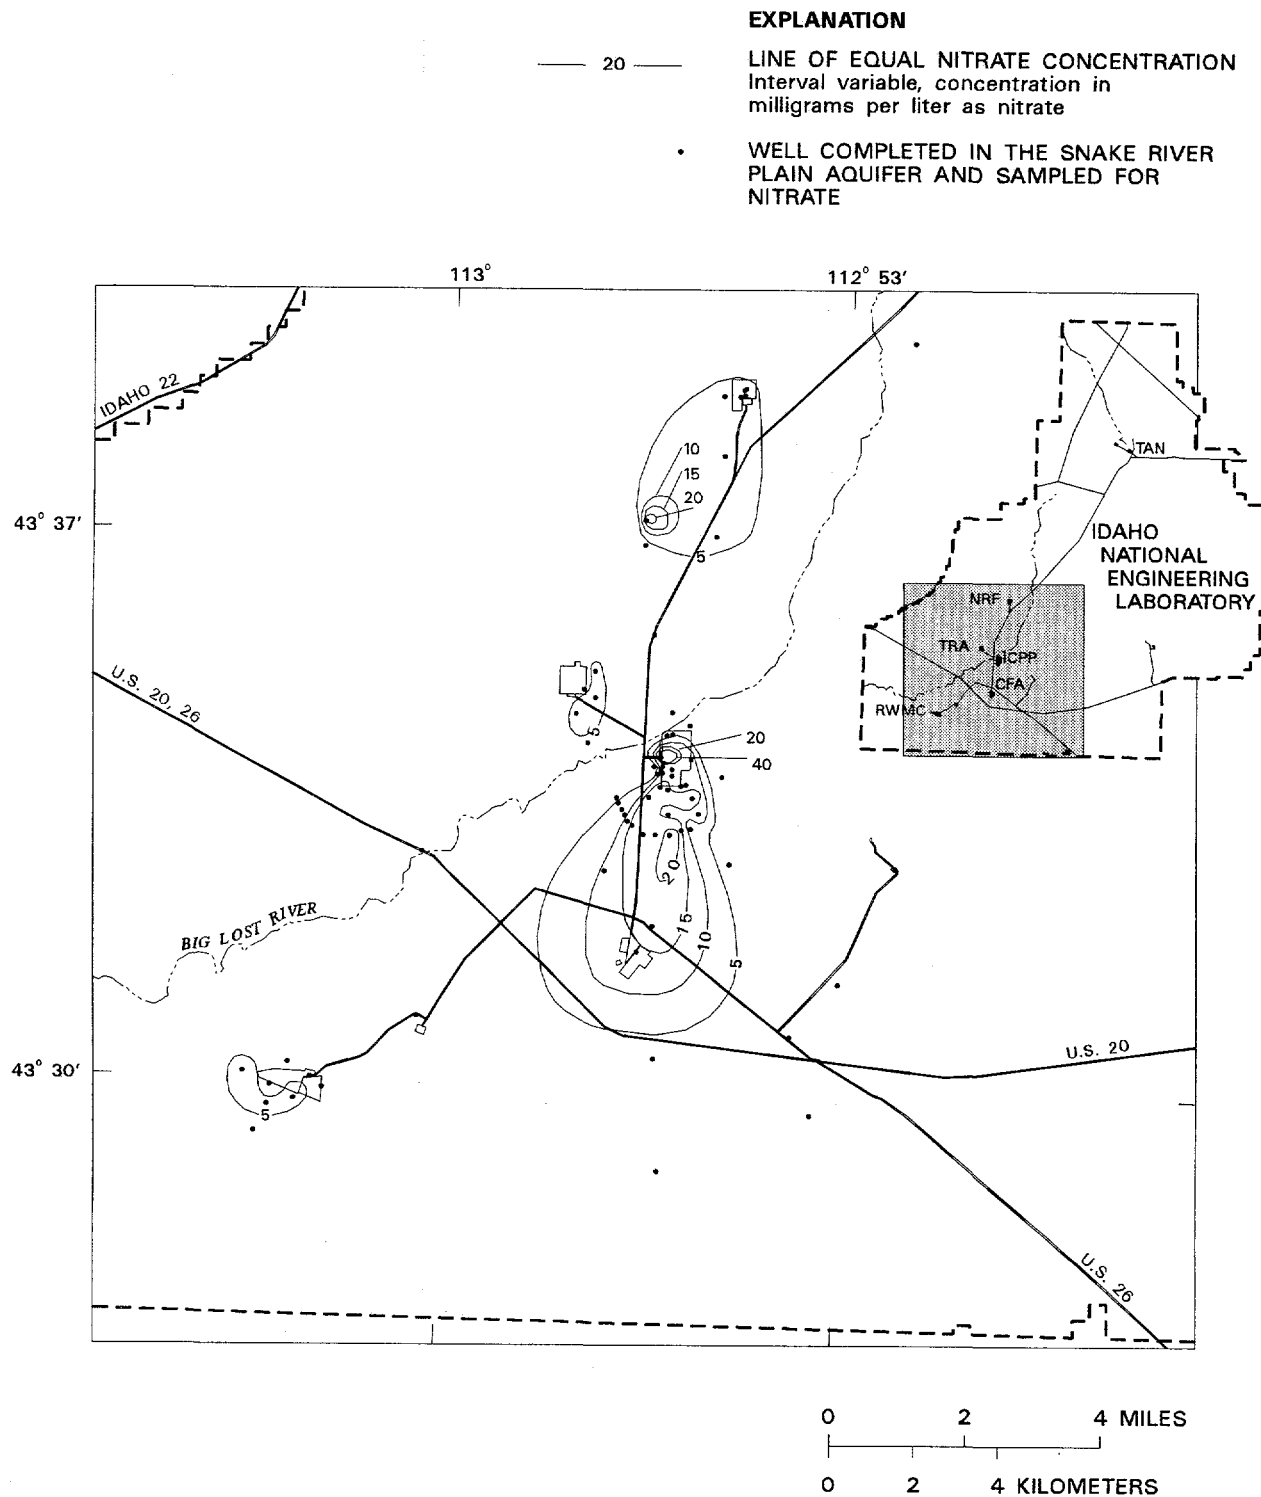 EXPLANATION
20
LINE OF EQUAL NITRATE CONCENTRATION
Interval variable, concentration in
milligrams per liter as nitrate
WELL COMPLETED IN THE SNAKE RIVER
PLAIN AQUIFER AND SAMPLED FOR
NITRATE
113°
112° 53'
IDAHO 22
10
15
20
5
43° 37'
TAN
IDAHO
NATIONAL
ENGINEERING
LABORATORY
NRF
TRA
ICPP
CFA
RWMC
U.S. 20, 26
5
20
40
20
15
10
5
BIG LOST RIVER
43° 30'
5
U.S. 20
U.S. 26
0 2 4 MILES
0 2 4 KILOMETERS